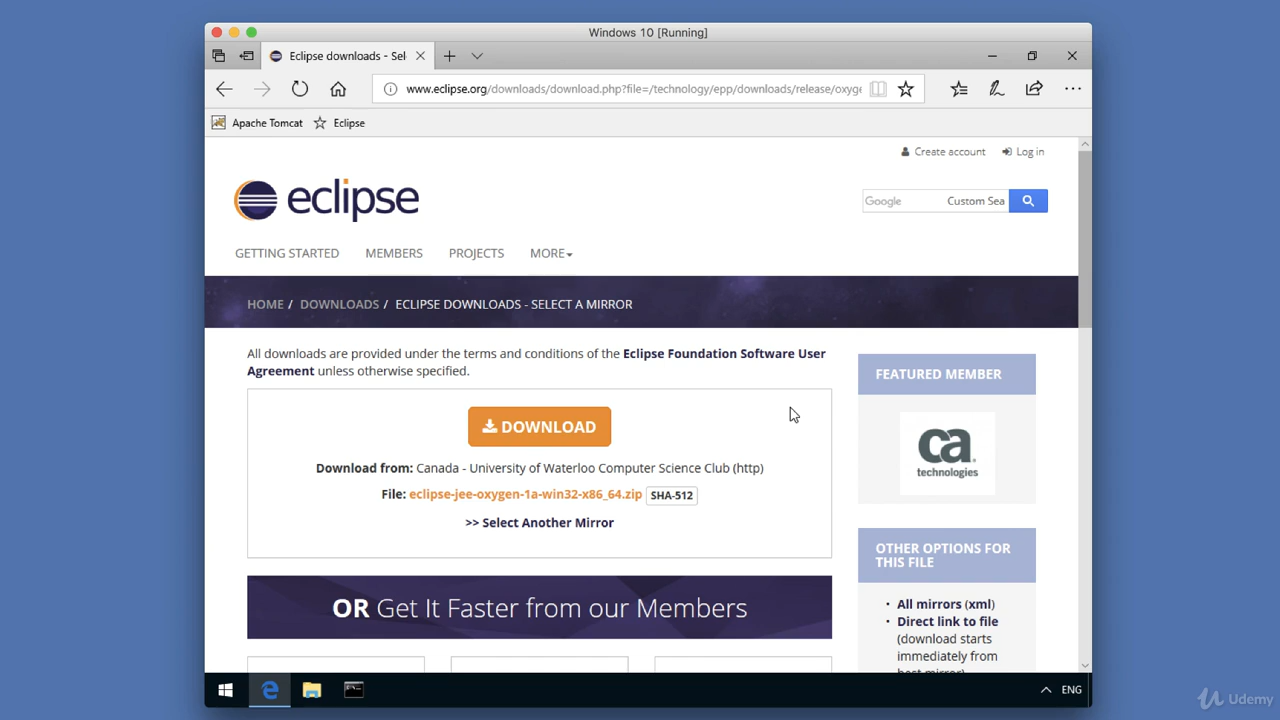 Windows 10 [Running]
Eclipse downloads - Sel
www.eclipse.org/downloads/download.php?file=/technology/epp/downloads/release/oxyge
Apache Tomcat
Eclipse
Create account
Log in
eclipse
Google
Custom Sea
GETTING STARTED
MEMBERS
PROJECTS
MORE
HOME / DOWNLOADS / ECLIPSE DOWNLOADS - SELECT A MIRROR
All downloads are provided under the terms and conditions of the Eclipse Foundation Software User
Agreement unless otherwise specified.
DOWNLOAD
Download from: Canada - University of Waterloo Computer Science Club (http)
File: eclipse-jee-oxygen-1a-win32-x86_64.zip SHA-512
>> Select Another Mirror
OR Get It Faster from our Members
FEATURED MEMBER
ca
technologies
OTHER OPTIONS FOR
THIS FILE
• All mirrors (xml)
• Direct link to file
(download starts
immediately from
best mirror)
ENG
Udemy